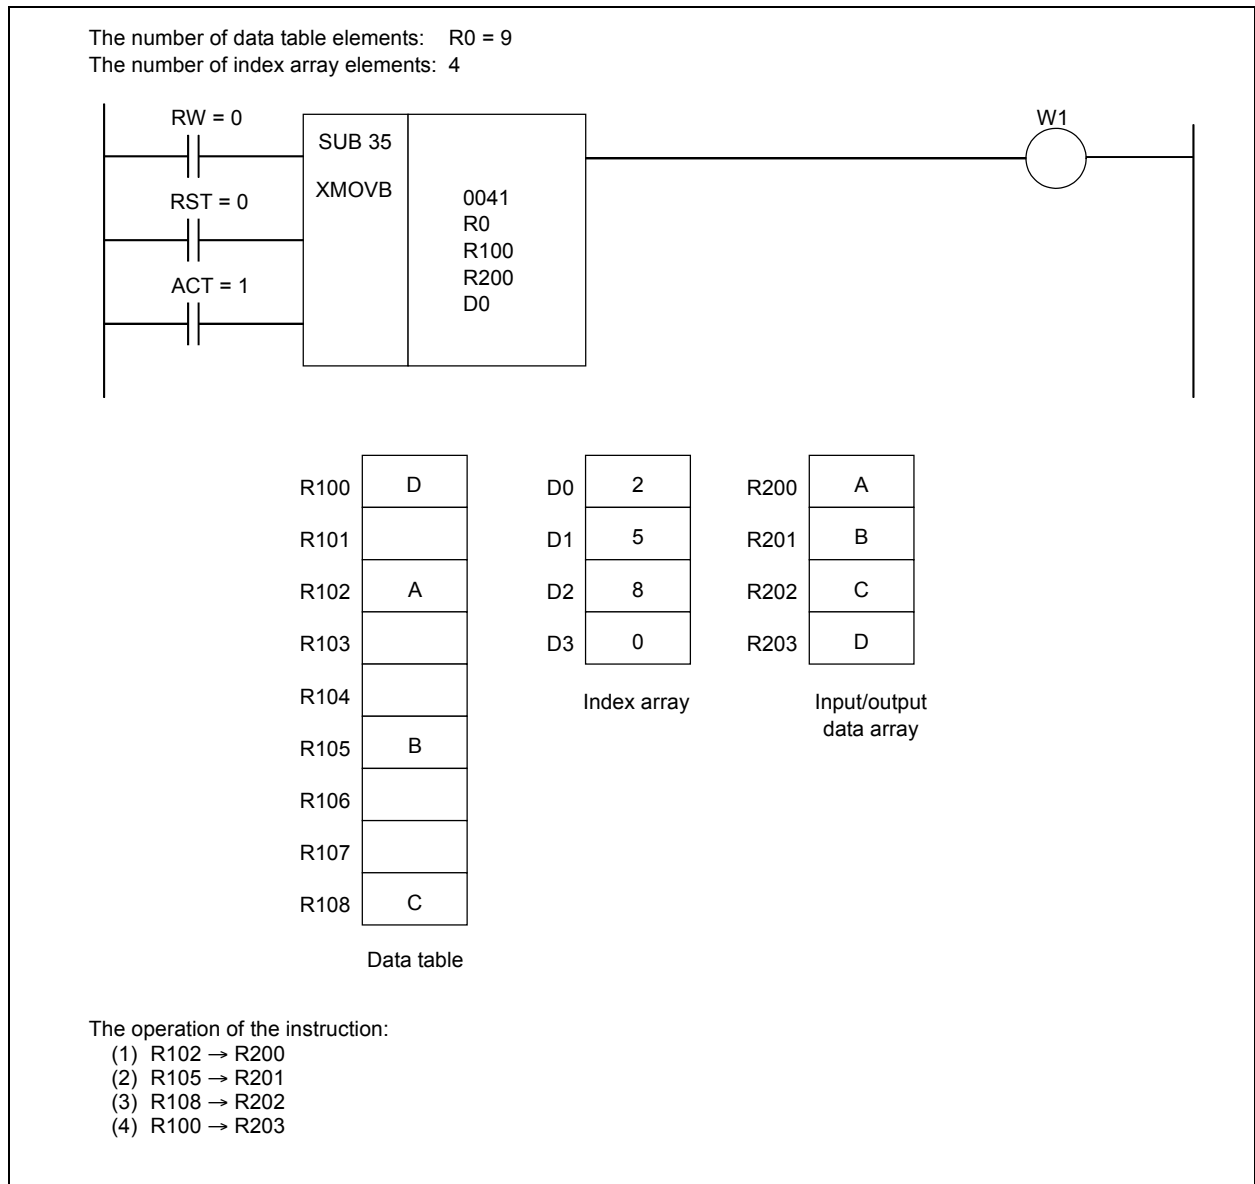 The number of data table elements: R0 = 9
The number of index array elements: 4
RW = 0
W1
SUB 35
XMOVB
RST = 0
0041
R0
R100
R200
D0
ACT = 1
R100 D D0 2 R200 A
R101 D1 5 R201 B
R102 A D2 8 R202 C
R103 D3 0 R203 D
R104
Index array
Input/output
data array
R105 B
R106
R107
R108 C
Data table
The operation of the instruction:
(1) R102 → R200
(2) R105 → R201
(3) R108 → R202
(4) R100 → R203